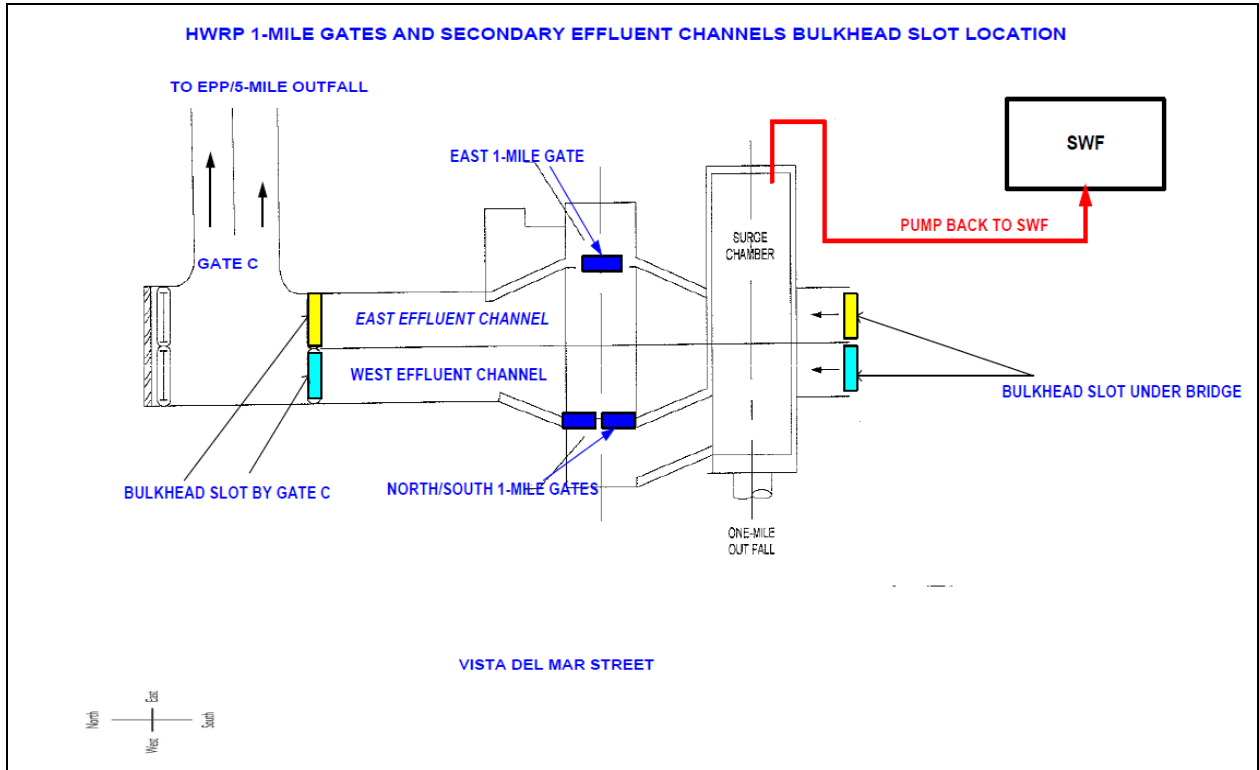 HWRP 1-MILE GATES AND SECONDARY EFFLUENT CHANNELS BULKHEAD SLOT LOCATION
TO EPP/5-MILE OUTFALL
EAST 1-MILE GATE
SWF
PUMP BACK TO SWF
SURGE
CHAMBER
GATE C
EAST EFFLUENT CHANNEL
WEST EFFLUENT CHANNEL
BULKHEAD SLOT UNDER BRIDGE
BULKHEAD SLOT BY GATE C
NORTH/SOUTH 1-MILE GATES
ONE-MILE
OUT FALL
VISTA DEL MAR STREET
North
East
West
South